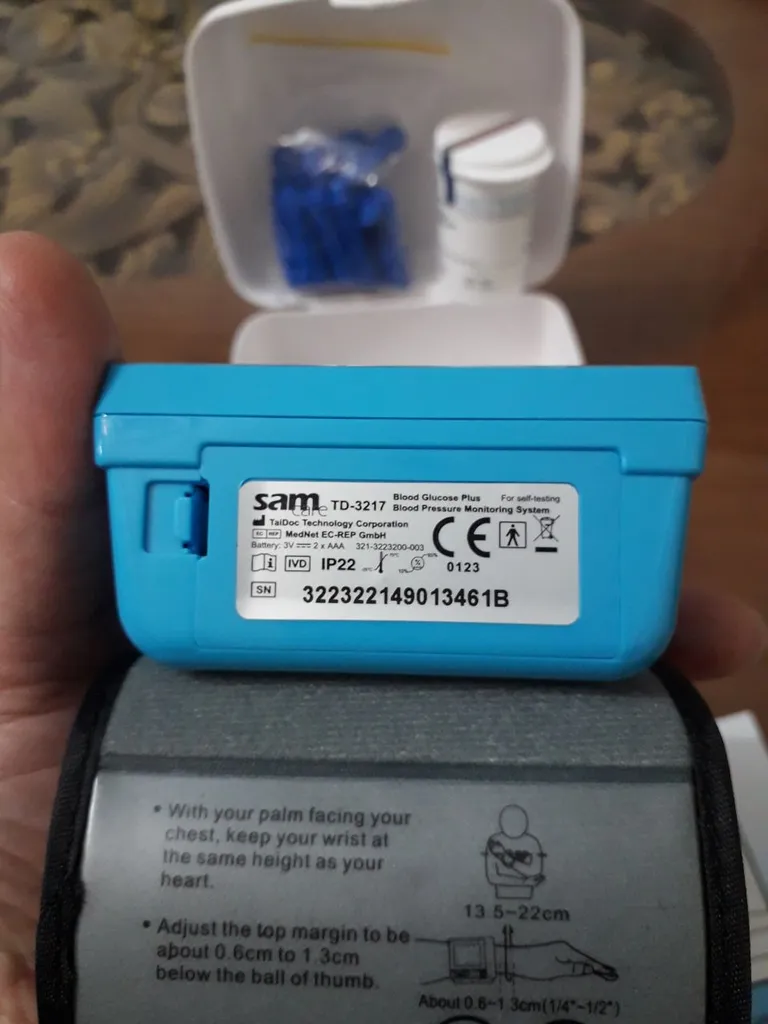 sam care TD-3217 Blood Glucose Plus For self-testing
Blood Pressure Monitoring System
TaiDoc Technology Corporation
EC REP MedNet EC-REP GmbH
Battery: 3V 2 x AAA 321-3223200-003
CE 0123
IVD IP22
SN 322322149013461B
• With your palm facing your
chest, keep your wrist at
the same height as your
heart.
13.5~22cm
• Adjust the top margin to be
about 0.6cm to 1.3cm
below the ball of thumb.
About 0.6~1.3cm(1/4"~1/2")